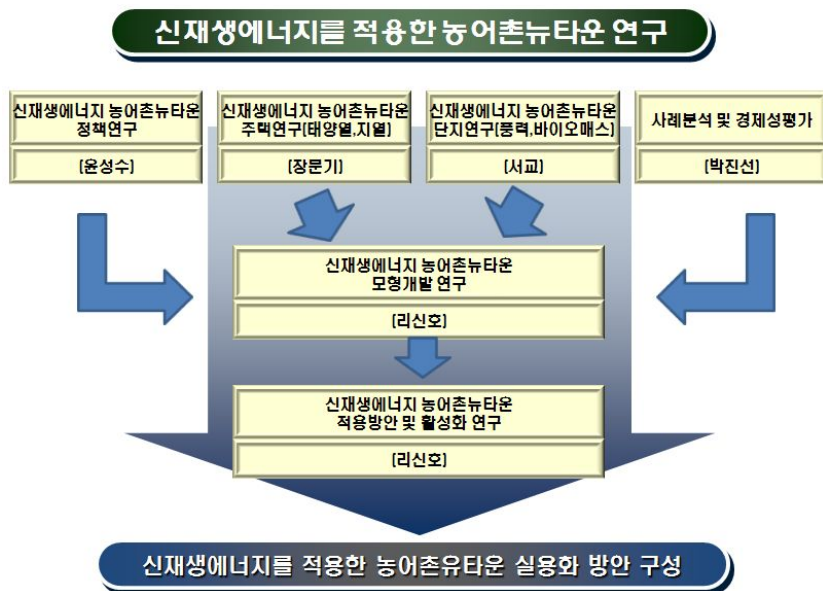 신재생에너지를 적용한 농어촌뉴타운 연구
신재생에너지 농어촌뉴타운
정책연구
(윤성수)
신재생에너지 농어촌뉴타운
주택연구(태양열,지열)
(장문기)
신재생에너지 농어촌뉴타운
단지연구(풍력,바이오매스)
(서교)
사례분석 및 경제성평가
(박진선)
신재생에너지 농어촌뉴타운
모형개발 연구
(리신호)
신재생에너지 농어촌뉴타운
적용방안 및 활성화 연구
(리신호)
신재생에너지를 적용한 농어촌유타운 실용화 방안 구성